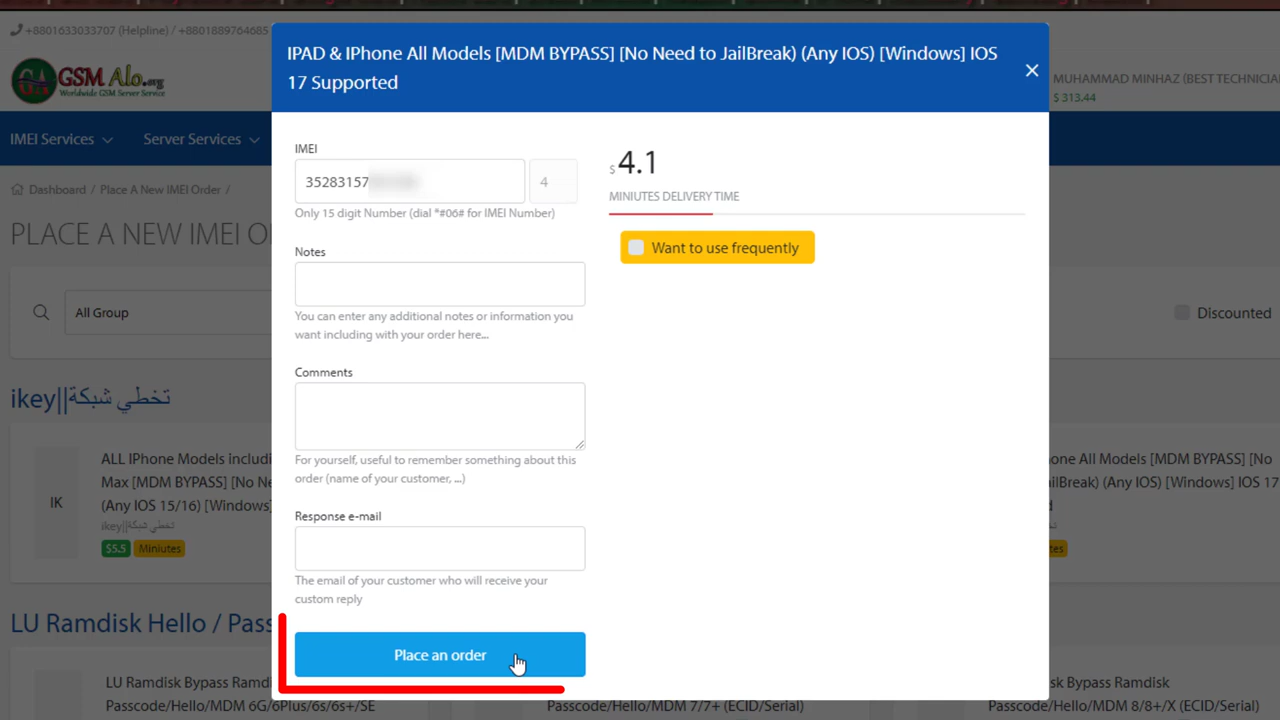 +8801633033707 (Helpline) / +8801889764685
GSM Alo.org
Worldwide GSM Server Service
MUHAMMAD MINHAZ (BEST TECHNICIA
$ 313.44
IMEI Services
Server Services
Dashboard / Place A New IMEI Order /
PLACE A NEW IMEI O
All Group
Discounted
IPAD & IPhone All Models [MDM BYPASS] [No Need to JailBreak) (Any IOS) [Windows] IOS
17 Supported
IMEI
35283157
4
Only 15 digit Number (dial *#06# for IMEI Number)
Notes
You can enter any additional notes or information you
want including with your order here...
Comments
For yourself, useful to remember something about this
order (name of your customer, ...)
Response e-mail
The email of your customer who will receive your
custom reply
Place an order
$ 4.1
MINIUTES DELIVERY TIME
Want to use frequently
ikey||تخطي شبكة
IK
ALL IPhone Models includi
Max [MDM BYPASS] [No Ne
(Any IOS 15/16) [Windows]
ikey||تخطي شبكة
$5.5 Miniutes
one All Models [MDM BYPASS] [No
JailBreak) (Any IOS) [Windows] IOS 17
d
es
LU Ramdisk Hello / Pass
LU Ramdisk Bypass Ramdi
Passcode/Hello/MDM 6G/6Plus/6s/6s+/SE
Passcode/Hello/MDM 7/7+ (ECID/Serial)
LU Ramdisk Bypass Ramdisk
Passcode/Hello/MDM 8/8+/X (ECID/Serial)